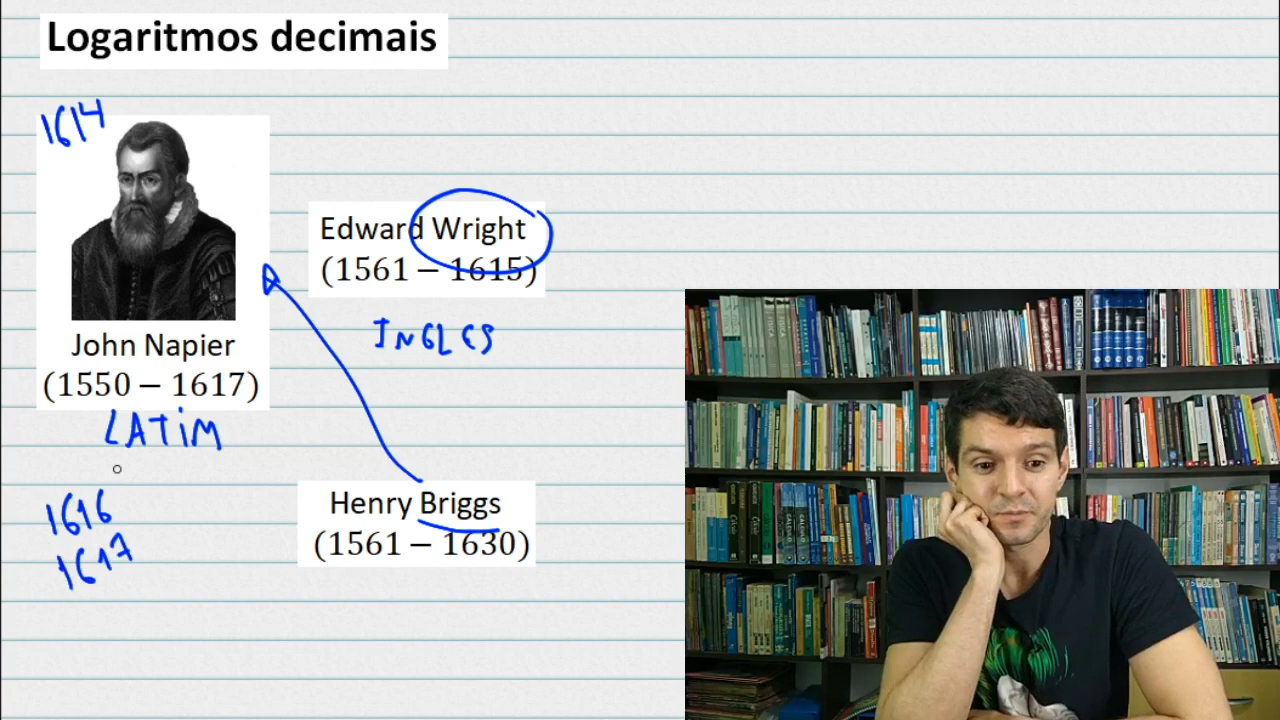 Logaritmos decimais
1614
John Napier
(1550 – 1617)
LATIM
1616
1617
Edward Wright
(1561 – 1615)
INGLES
Henry Briggs
(1561 – 1630)